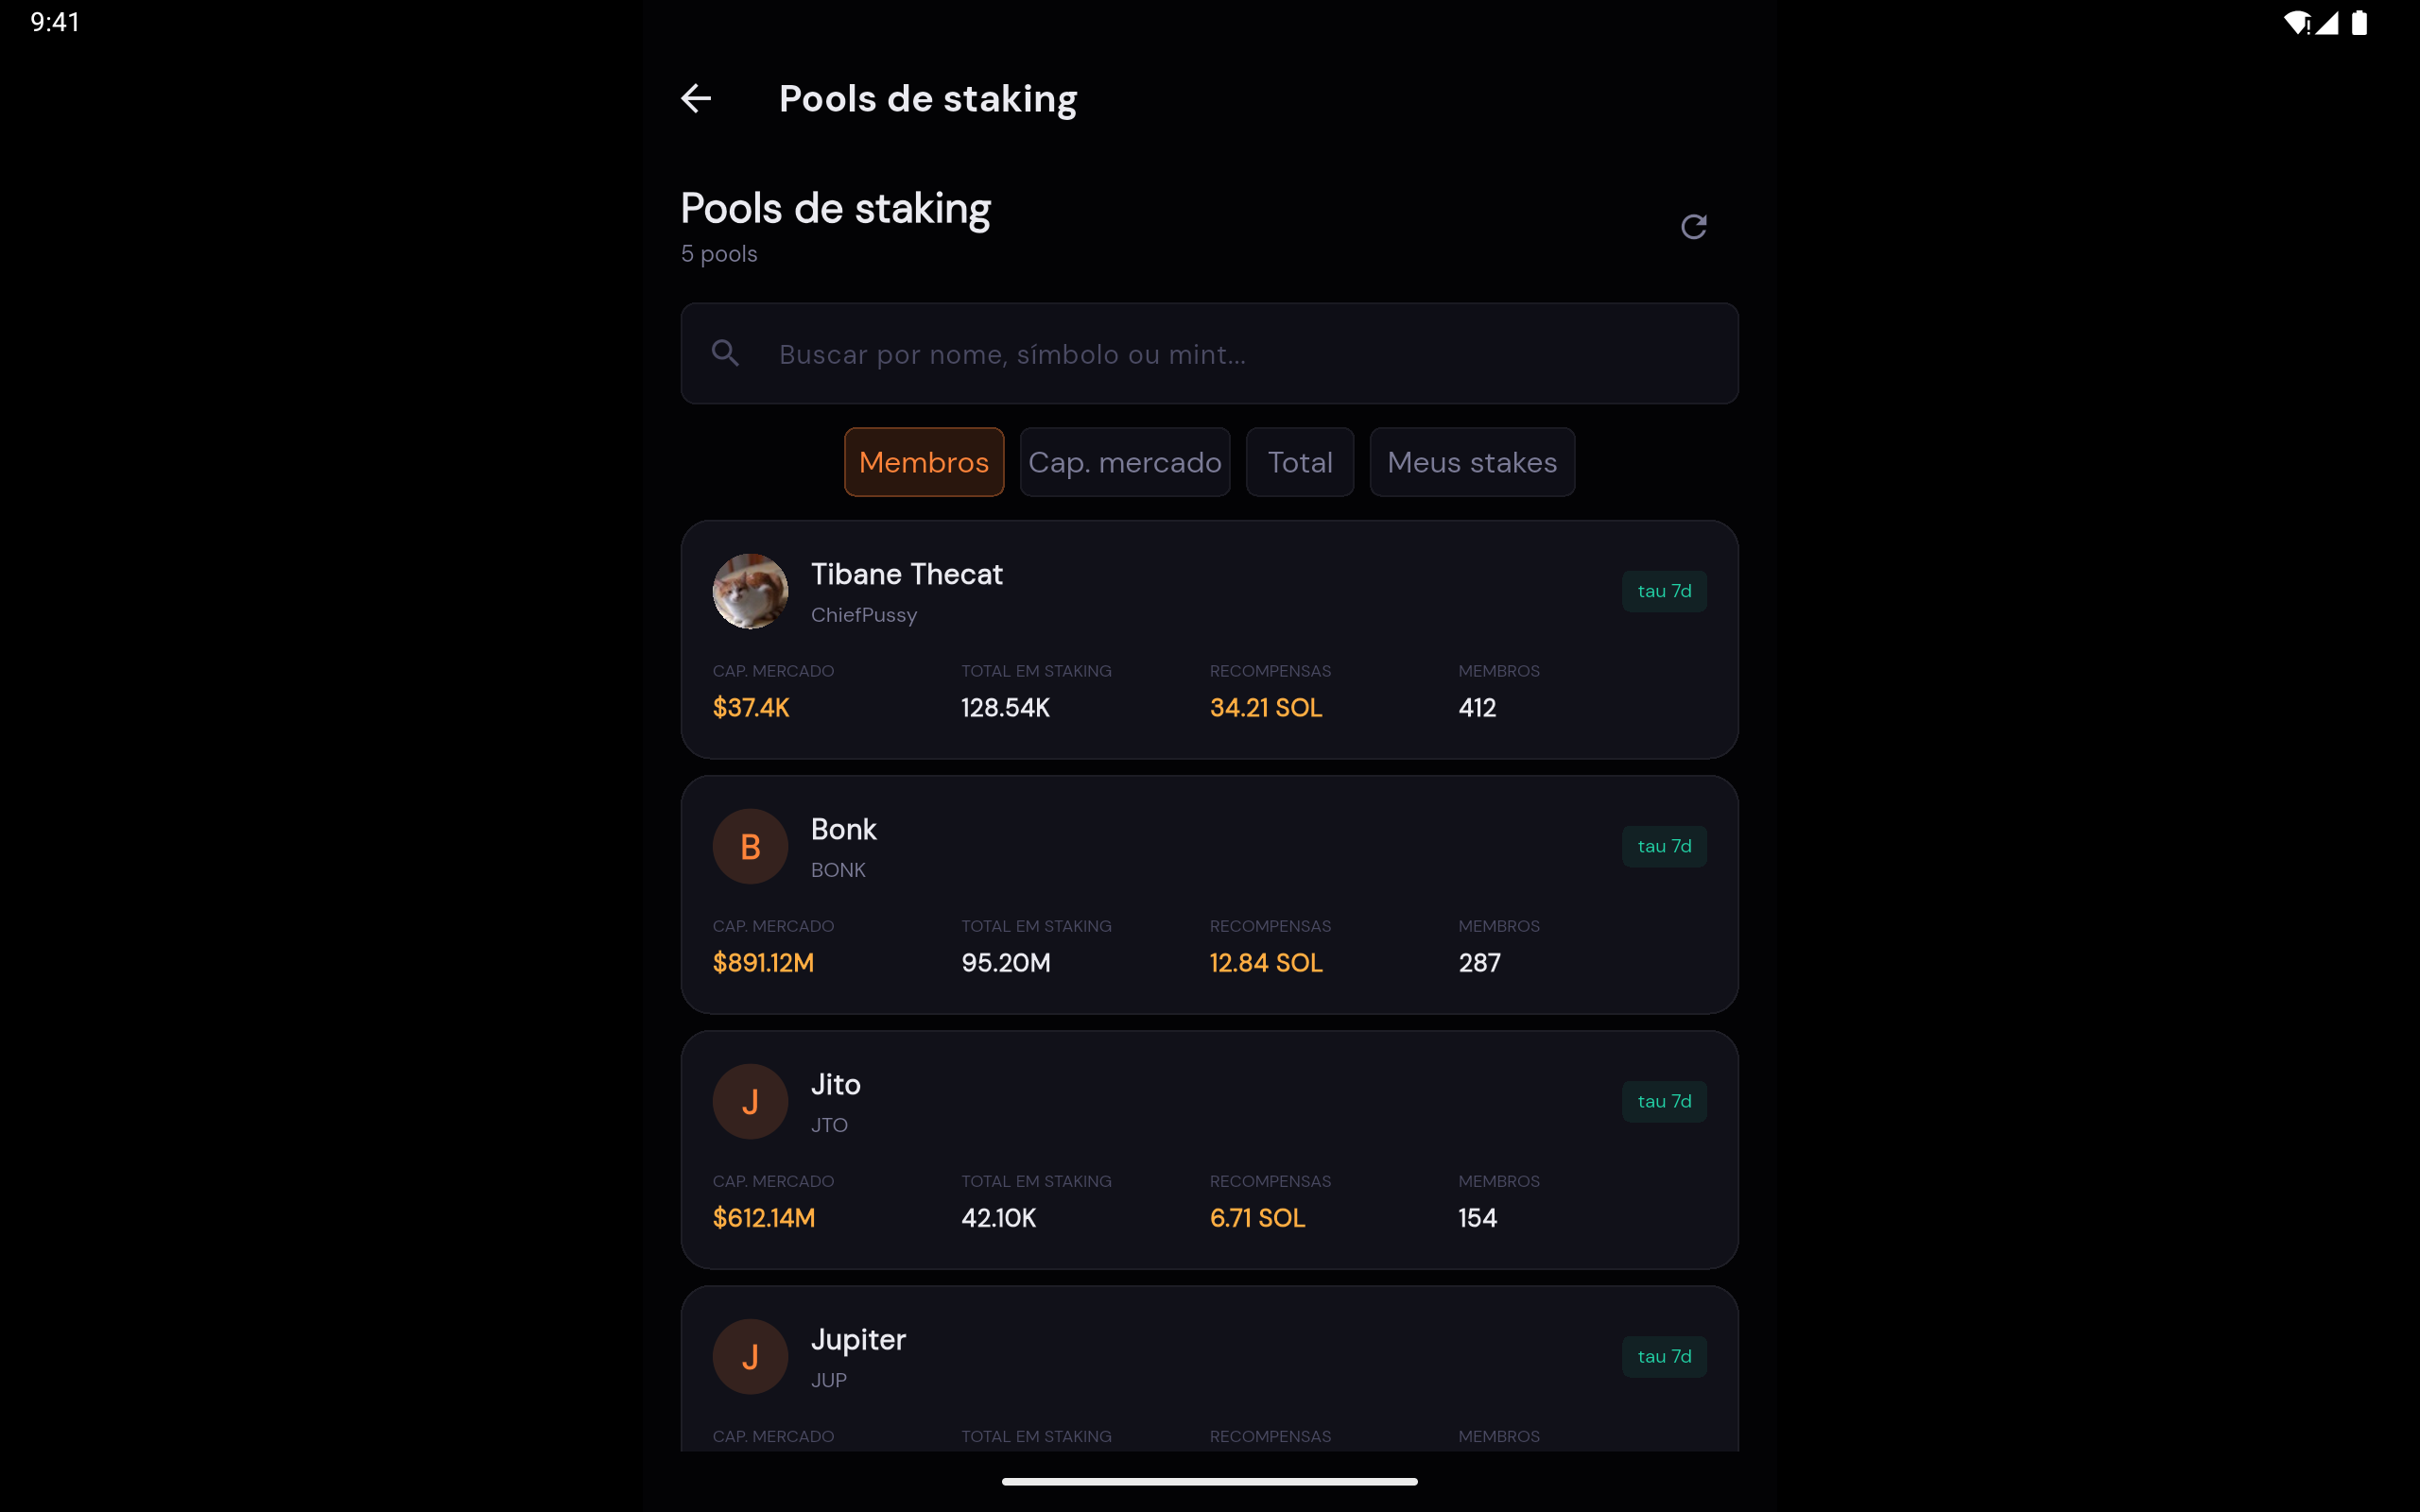 9:41
Pools de staking
Pools de staking
5 pools
Buscar por nome, símbolo ou mint...
Membros Cap. mercado Total Meus stakes
Tibane Thecat
ChiefPussy
tau 7d
CAP. MERCADO TOTAL EM STAKING RECOMPENSAS MEMBROS
$37.4K 128.54K 34.21 SOL 412
B
Bonk
BONK
tau 7d
CAP. MERCADO TOTAL EM STAKING RECOMPENSAS MEMBROS
$891.12M 95.20M 12.84 SOL 287
J
Jito
JTO
tau 7d
CAP. MERCADO TOTAL EM STAKING RECOMPENSAS MEMBROS
$612.14M 42.10K 6.71 SOL 154
J
Jupiter
JUP
tau 7d
CAP. MERCADO TOTAL EM STAKING RECOMPENSAS MEMBROS